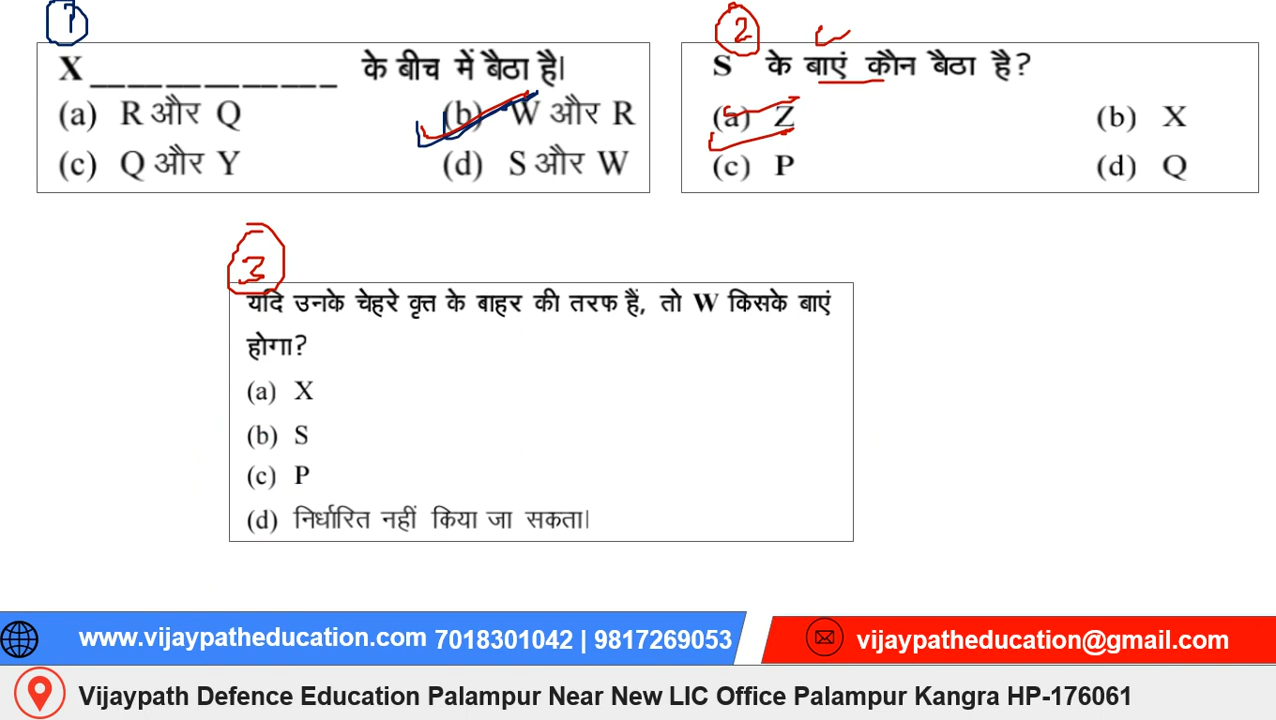 1
X ____________ के बीच में बैठा है।
(a) R और Q (b) W और R
(c) Q और Y (d) S और W
2
S के बाएं कौन बैठा है?
(a) Z (b) X
(c) P (d) Q
3
यदि उनके चेहरे वृत्त के बाहर की तरफ हैं, तो W किसके बाएं
होगा?
(a) X
(b) S
(c) P
(d) निर्धारित नहीं किया जा सकता।
www.vijaypatheducation.com 7018301042 | 9817269053 vijaypatheducation@gmail.com
Vijaypath Defence Education Palampur Near New LIC Office Palampur Kangra HP-176061